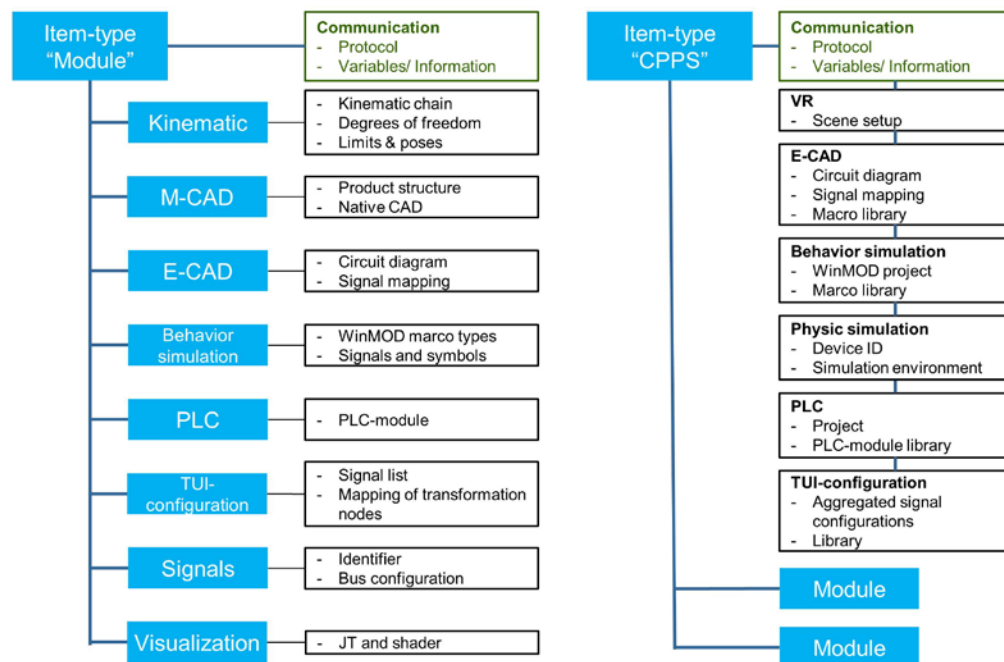 Item-type
“Module”
Communication
- Protocol
- Variables/ Information
Kinematic
- Kinematic chain
- Degrees of freedom
- Limits & poses
M-CAD
- Product structure
- Native CAD
E-CAD
- Circuit diagram
- Signal mapping
Behavior
simulation
- WinMOD marco types
- Signals and symbols
PLC
- PLC-module
TUI-
configuration
- Signal list
- Mapping of transformation
nodes
Signals
- Identifier
- Bus configuration
Visualization
- JT and shader
Item-type
“CPPS”
Communication
- Protocol
- Variables/ Information
VR
- Scene setup
E-CAD
- Circuit diagram
- Signal mapping
- Macro library
Behavior simulation
- WinMOD project
- Marco library
Physic simulation
- Device ID
- Simulation environment
PLC
- Project
- PLC-module library
TUI-configuration
- Aggregated signal
configurations
- Library
Module
Module